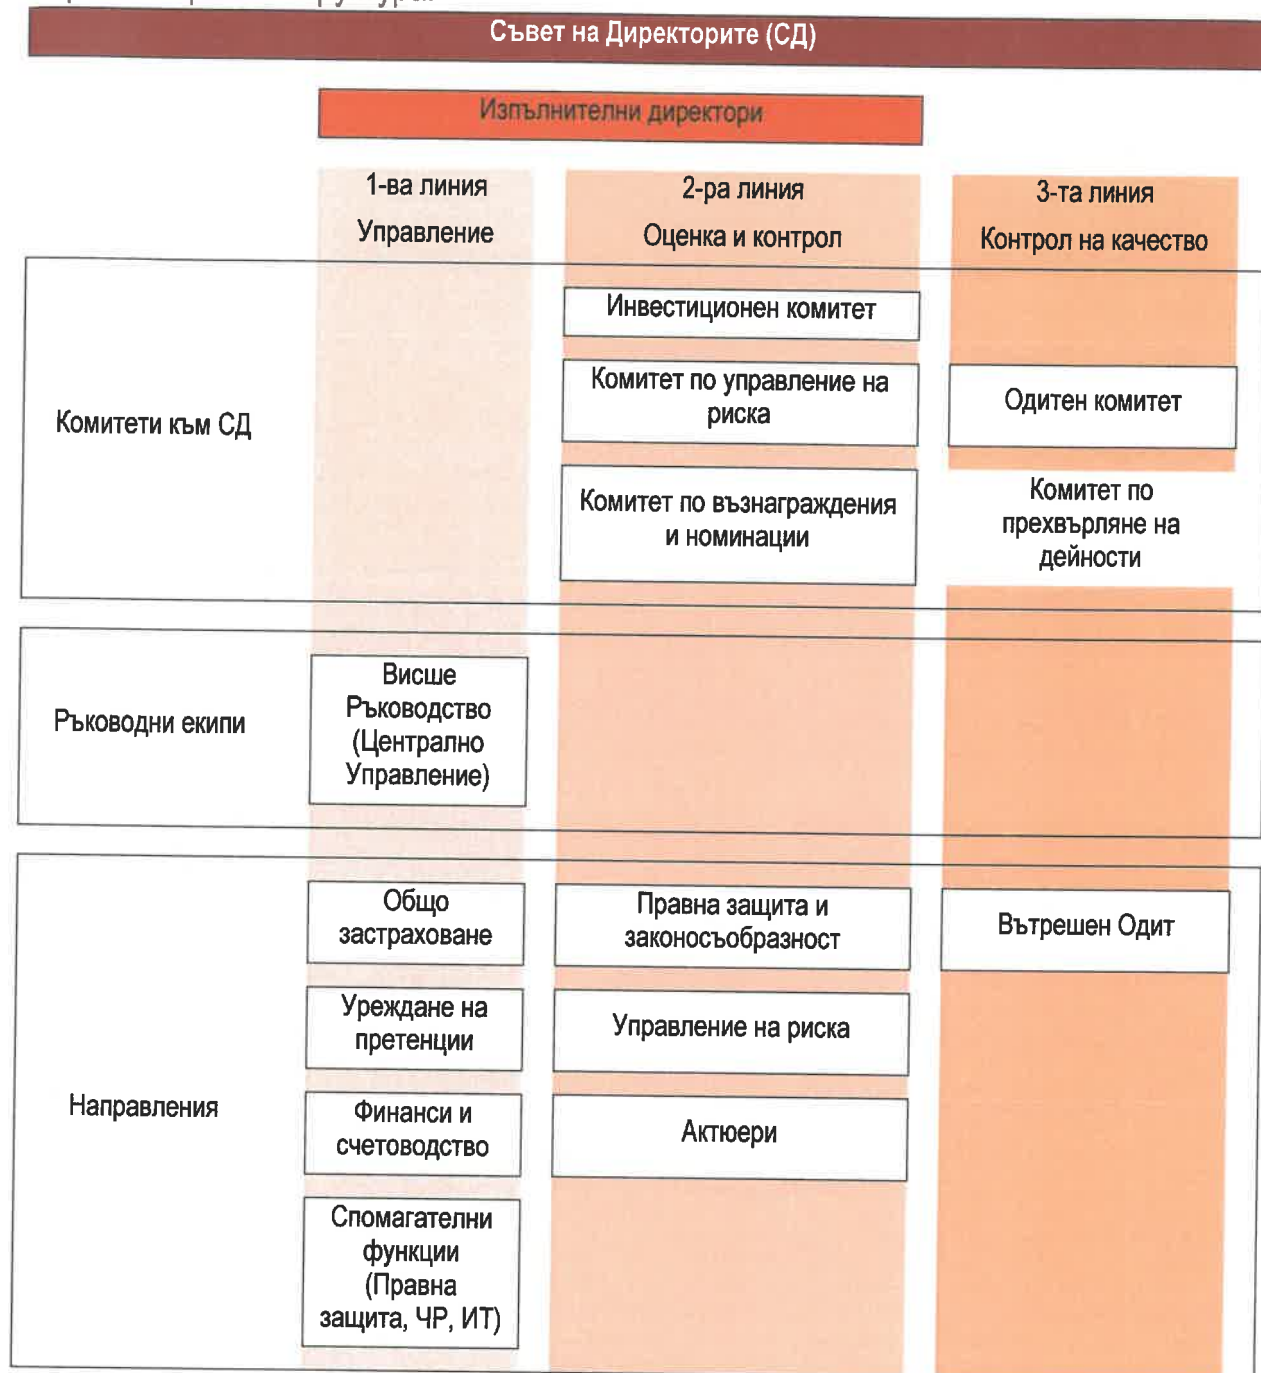 Съвет на Директорите (СД)
Изпълнителни директори
1-ва линия
Управление
2-ра линия
Оценка и контрол
3-та линия
Контрол на качество
Комитети към СД
Инвестиционен комитет
Комитет по управление на
риска
Комитет по възнаграждения
и номинации
Одитен комитет
Комитет по
прехвърляне на
дейности
Ръководни екипи
Висше
Ръководство
(Централно
Управление)
Направления
Общо
застраховане
Уреждане на
претенции
Финанси и
счетоводство
Спомагателни
функции
(Правна
защита, ЧР, ИТ)
Правна защита и
законосъобразност
Управление на риска
Актюери
Вътрешен Одит